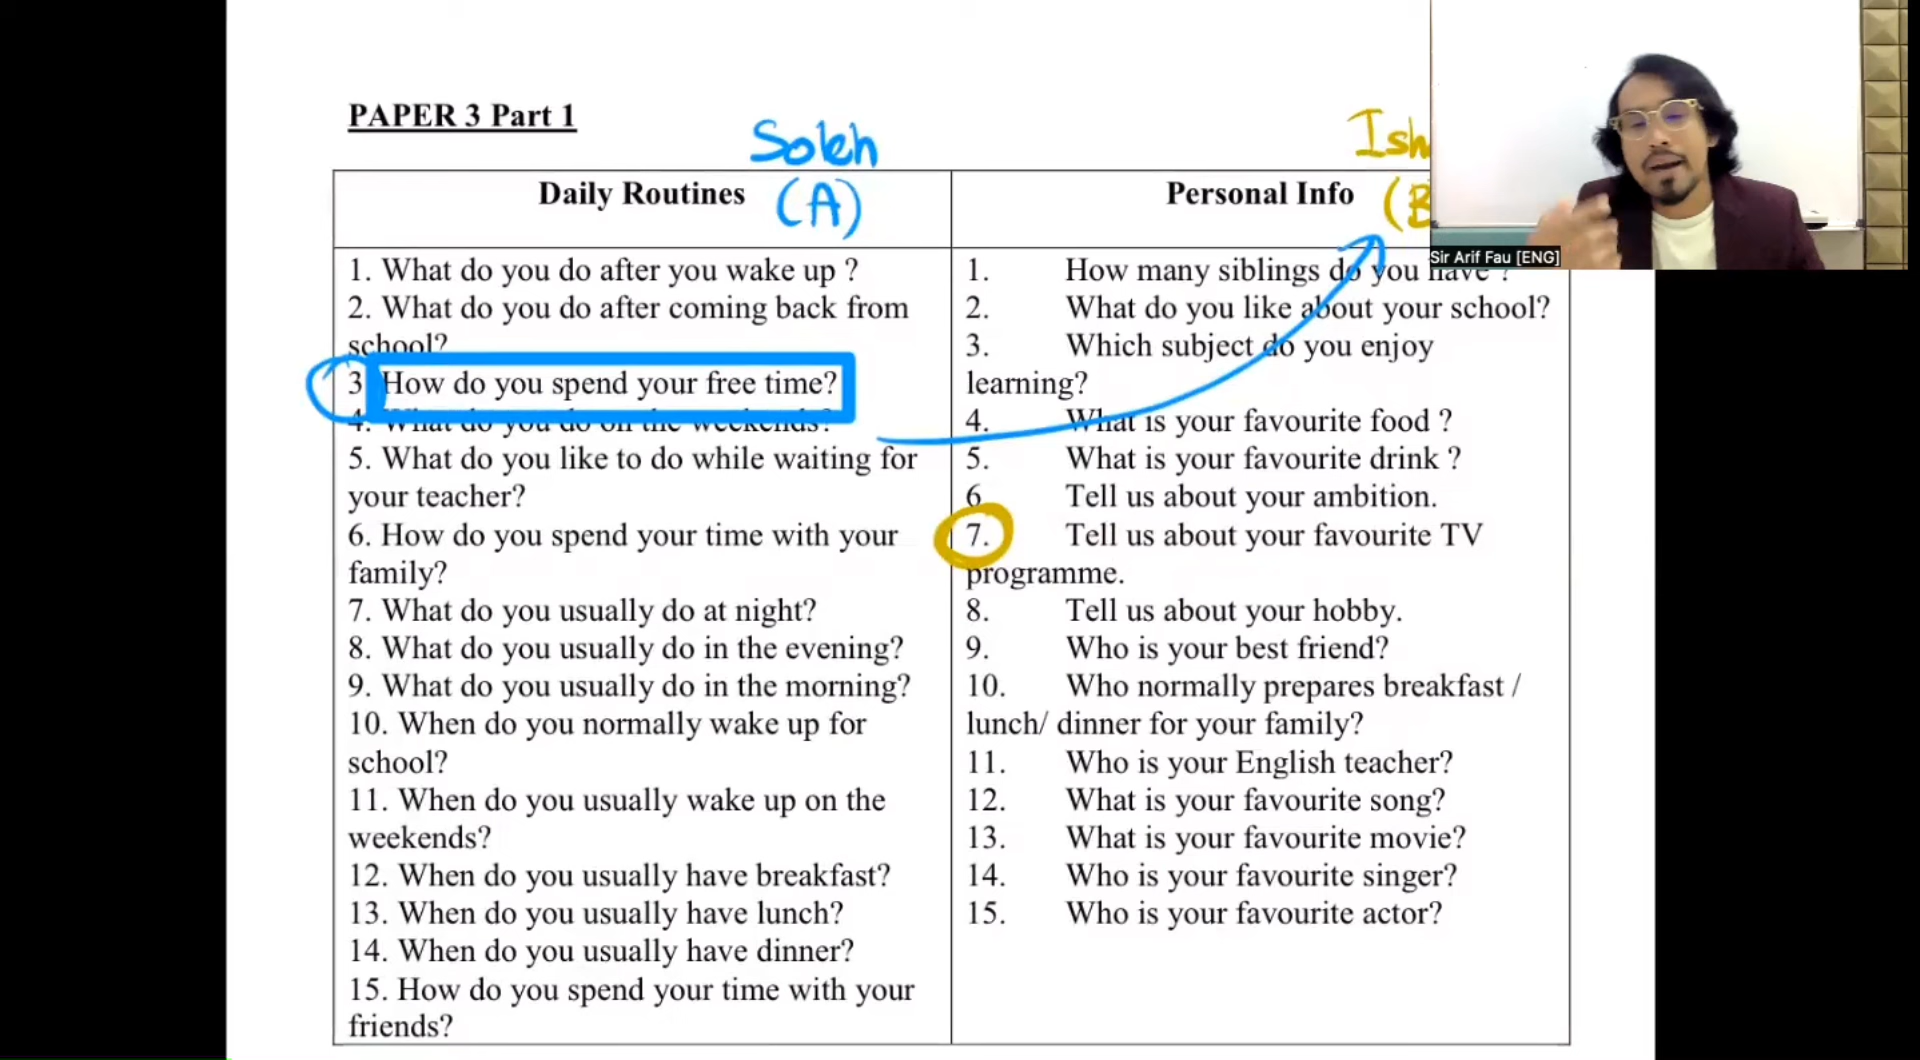 PAPER 3 Part 1
Soleh
Daily Routines (A)
1. What do you do after you wake up ?
2. What do you do after coming back from
school?
3 How do you spend your free time?
4. What do you do on the weekends?
5. What do you like to do while waiting for
your teacher?
6. How do you spend your time with your
family?
7. What do you usually do at night?
8. What do you usually do in the evening?
9. What do you usually do in the morning?
10. When do you normally wake up for
school?
11. When do you usually wake up on the
weekends?
12. When do you usually have breakfast?
13. When do you usually have lunch?
14. When do you usually have dinner?
15. How do you spend your time with your
friends?
Ish
Personal Info (B
1. How many siblings do you have ?
2. What do you like about your school?
3. Which subject do you enjoy
learning?
4. What is your favourite food ?
5. What is your favourite drink ?
6. Tell us about your ambition.
7. Tell us about your favourite TV
programme.
8. Tell us about your hobby.
9. Who is your best friend?
10. Who normally prepares breakfast /
lunch/ dinner for your family?
11. Who is your English teacher?
12. What is your favourite song?
13. What is your favourite movie?
14. Who is your favourite singer?
15. Who is your favourite actor?
Sir Arif Fau [ENG]